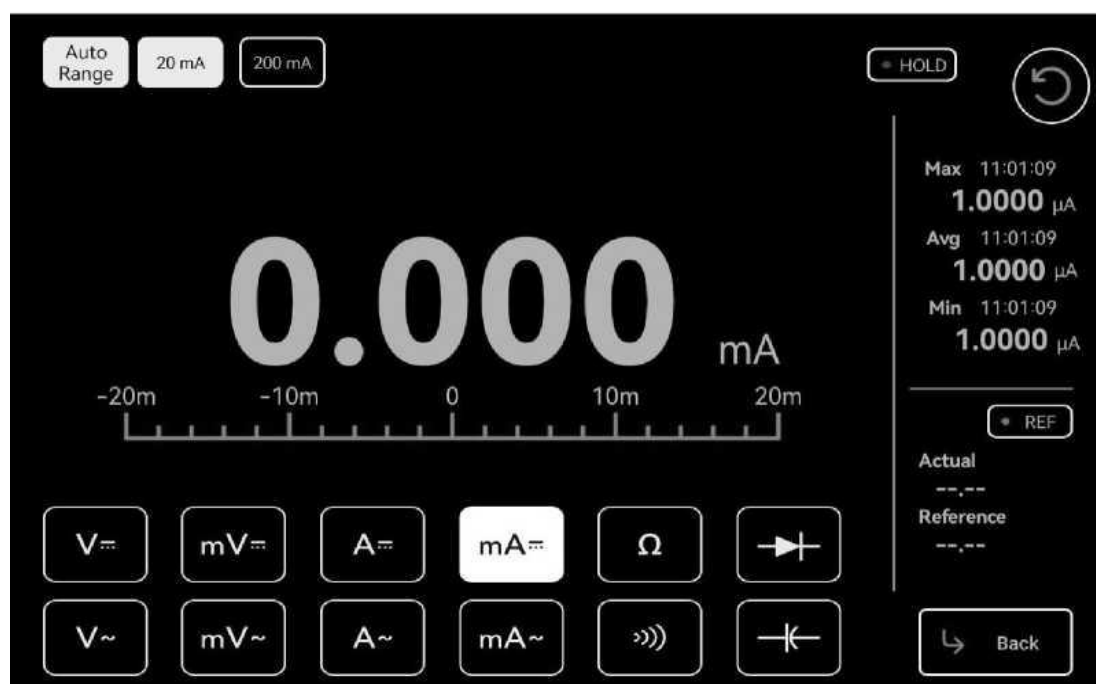 Auto
Range
20 mA
200 mA
HOLD
Max 11:01:09
1.0000 µA
Avg 11:01:09
1.0000 µA
Min 11:01:09
1.0000 µA
0.000 mA
-20m -10m 0 10m 20m
REF
Actual
--.--
Reference
--.--
V⎓ mV⎓ A⎓ mA⎓ Ω
V~ mV~ A~ mA~
Back